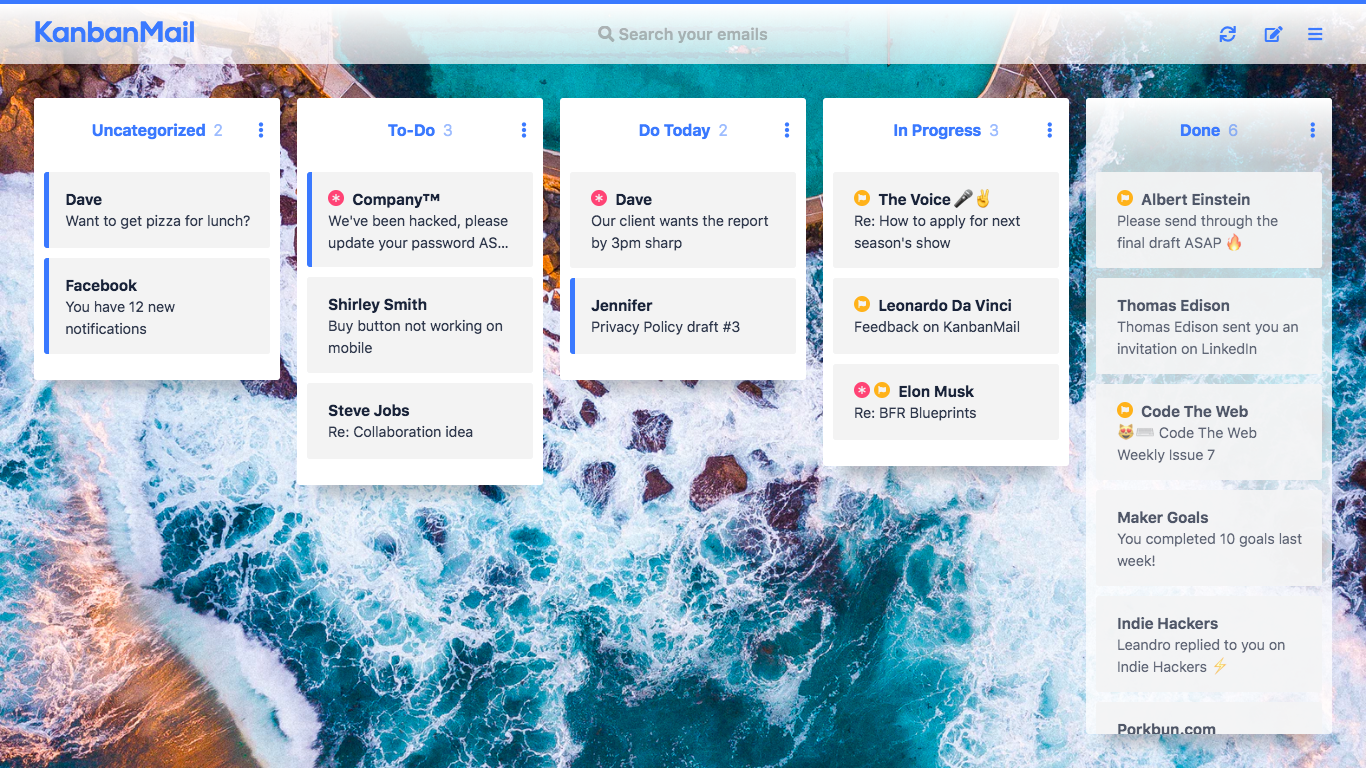 KanbanMail
Search your emails
Uncategorized 2
Dave
Want to get pizza for lunch?
Facebook
You have 12 new
notifications
To-Do 3
Company™
We've been hacked, please
update your password AS...
Shirley Smith
Buy button not working on
mobile
Steve Jobs
Re: Collaboration idea
Do Today 2
Dave
Our client wants the report
by 3pm sharp
Jennifer
Privacy Policy draft #3
In Progress 3
The Voice 🎤✌️
Re: How to apply for next
season's show
Leonardo Da Vinci
Feedback on KanbanMail
Elon Musk
Re: BFR Blueprints
Done 6
Albert Einstein
Please send through the
final draft ASAP 🔥
Thomas Edison
Thomas Edison sent you an
invitation on LinkedIn
Code The Web
😻⌨️ Code The Web
Weekly Issue 7
Maker Goals
You completed 10 goals last
week!
Indie Hackers
Leandro replied to you on
Indie Hackers ⚡
Porkbun.com